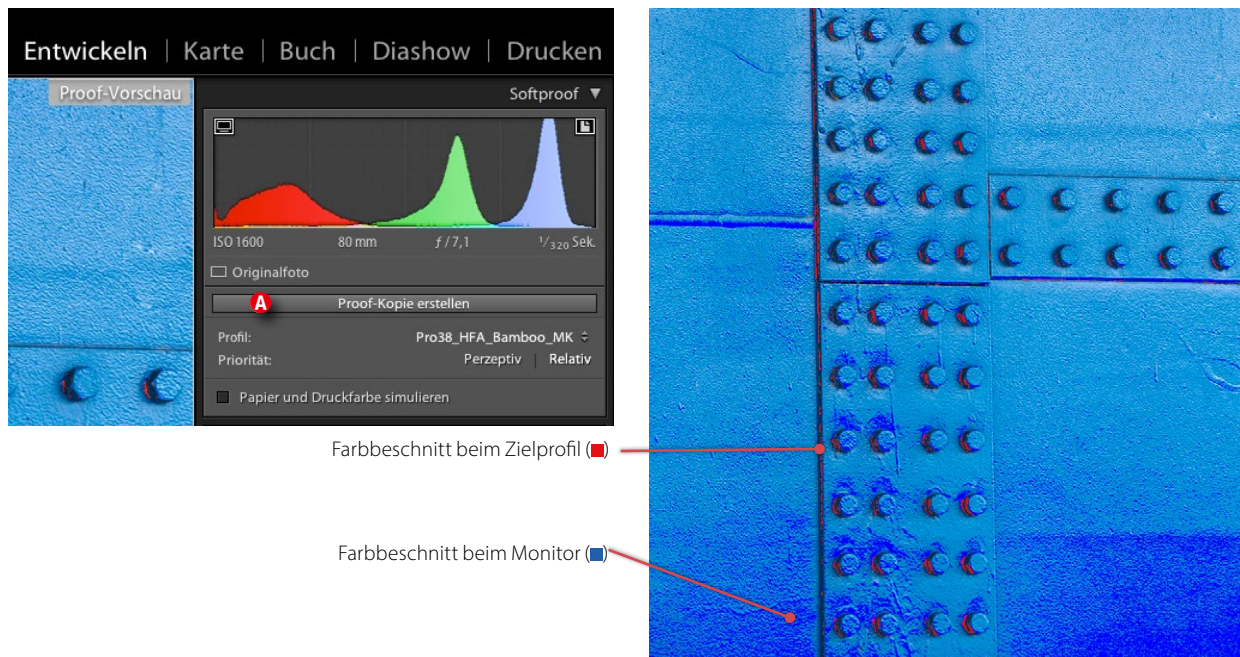 Entwickeln | Karte | Buch | Diashow | Drucken
Proof-Vorschau
Softproof ▼
ISO 1600 80 mm ƒ / 7,1 1/320 Sek.
Originalfoto
A Proof-Kopie erstellen
Profil: Pro38_HFA_Bamboo_MK
Priorität: Perzeptiv | Relativ
Papier und Druckfarbe simulieren
Farbbeschnitt beim Zielprofil (■)
Farbbeschnitt beim Monitor (■)